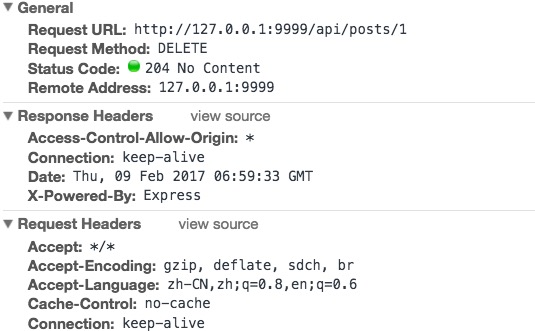 General
Request URL: http://127.0.0.1:9999/api/posts/1
Request Method: DELETE
Status Code: 204 No Content
Remote Address: 127.0.0.1:9999
Response Headers view source
Access-Control-Allow-Origin: *
Connection: keep-alive
Date: Thu, 09 Feb 2017 06:59:33 GMT
X-Powered-By: Express
Request Headers view source
Accept: */*
Accept-Encoding: gzip, deflate, sdch, br
Accept-Language: zh-CN,zh;q=0.8,en;q=0.6
Cache-Control: no-cache
Connection: keep-alive